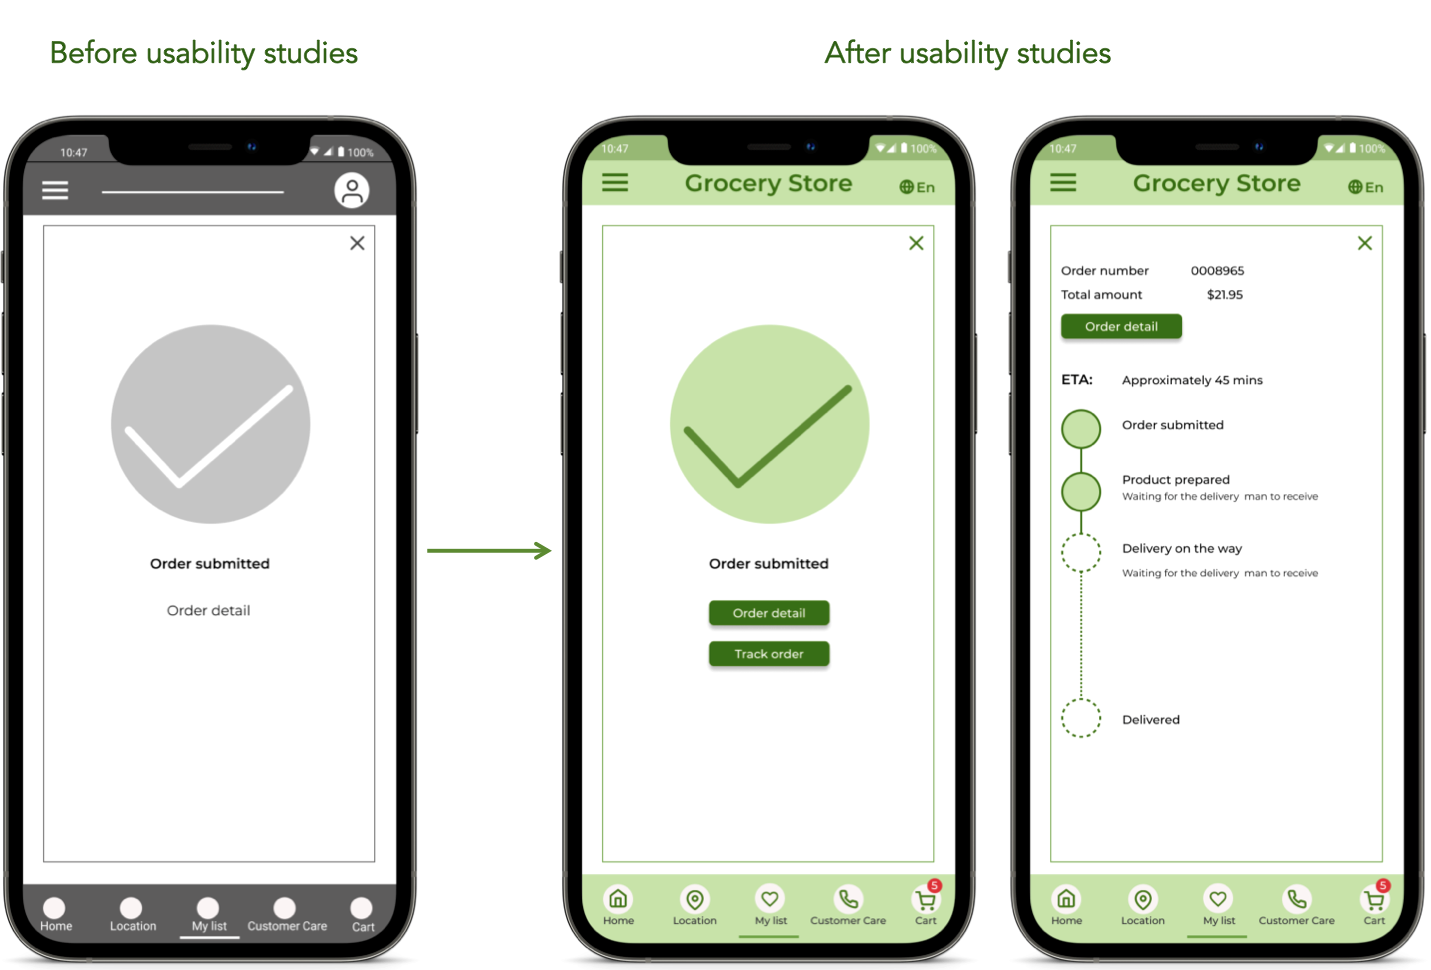 Before usability studies
After usability studies
10:47
100%
Order submitted
Order detail
Home
Location
My list
Customer Care
Cart
10:47
100%
Grocery Store
En
Order submitted
Order detail
Track order
Home
Location
My list
Customer Care
5
Cart
10:47
100%
Grocery Store
En
Order number 0008965
Total amount $21.95
Order detail
ETA: Approximately 45 mins
Order submitted
Product prepared
Waiting for the delivery man to receive
Delivery on the way
Waiting for the delivery man to receive
Delivered
Home
Location
My list
Customer Care
5
Cart